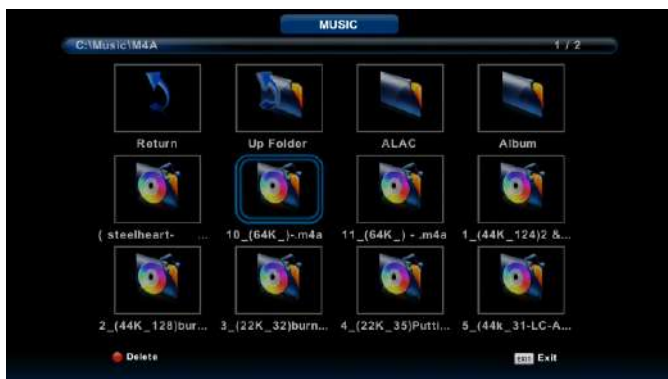 MUSIC
C:\Music\M4A 1 / 2
Return Up Folder ALAC Album
( steelheart- ... 10_(64K_)-.m4a 11_(64K_) - .m4a 1_(44K_124)2 &...
2_(44K_128)bur... 3_(22K_32)burn... 4_(22K_35)Putti... 5_(44k_31-LC-A...
Delete EXIT Exit